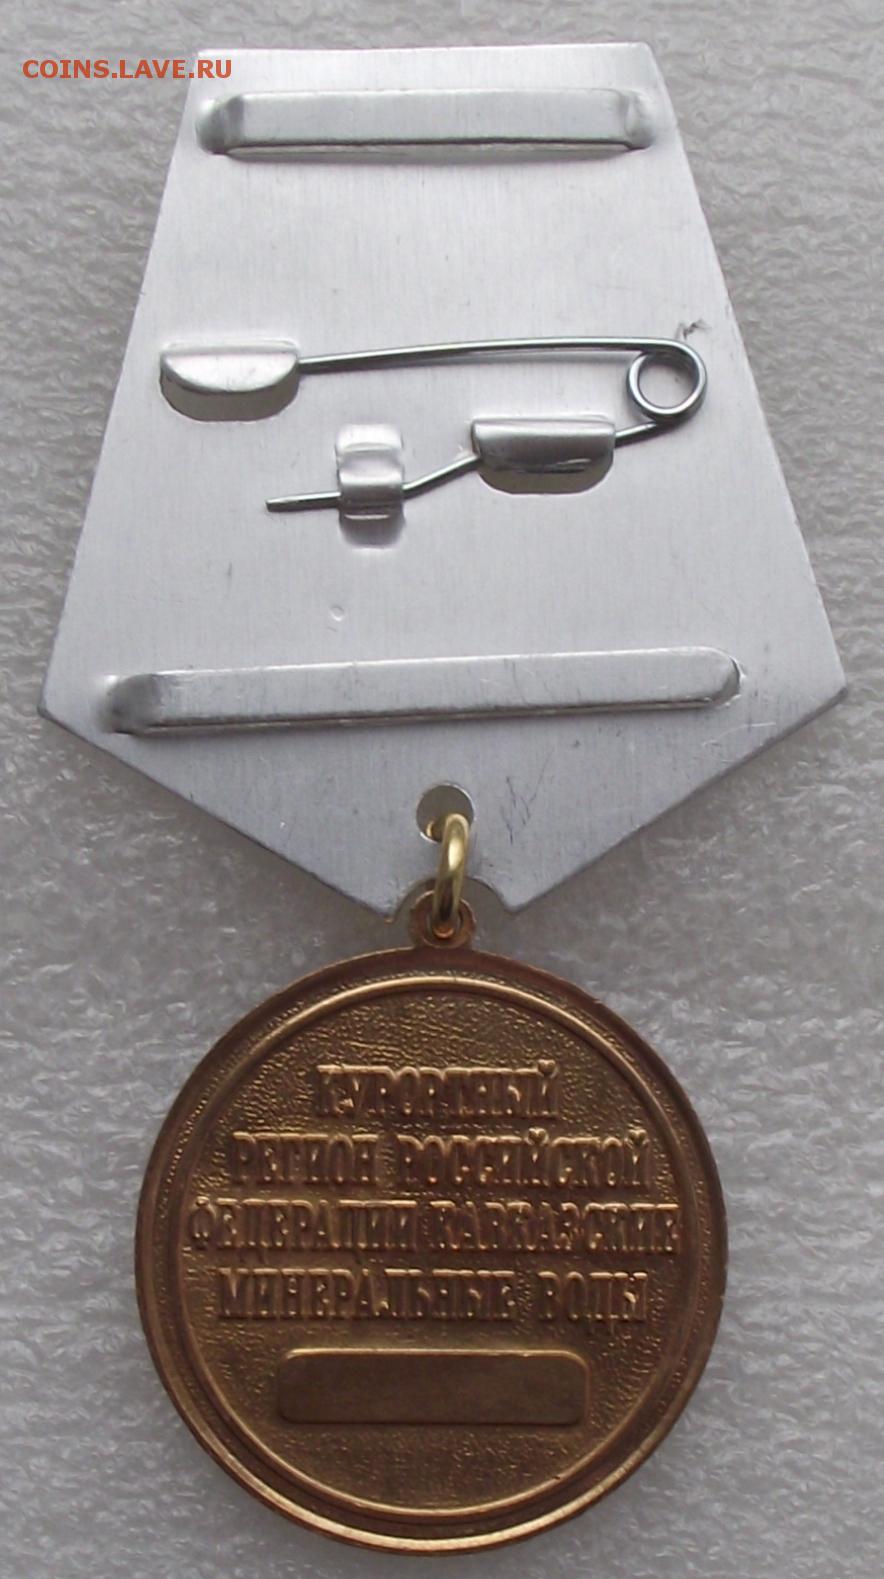 COINS.LAVE.RU
КУРОРТНЫЙ
РЕГИОН РОССИЙСКОЙ
ФЕДЕРАЦИИ КАВКАЗСКИЕ
МИНЕРАЛЬНЫЕ ВОДЫ